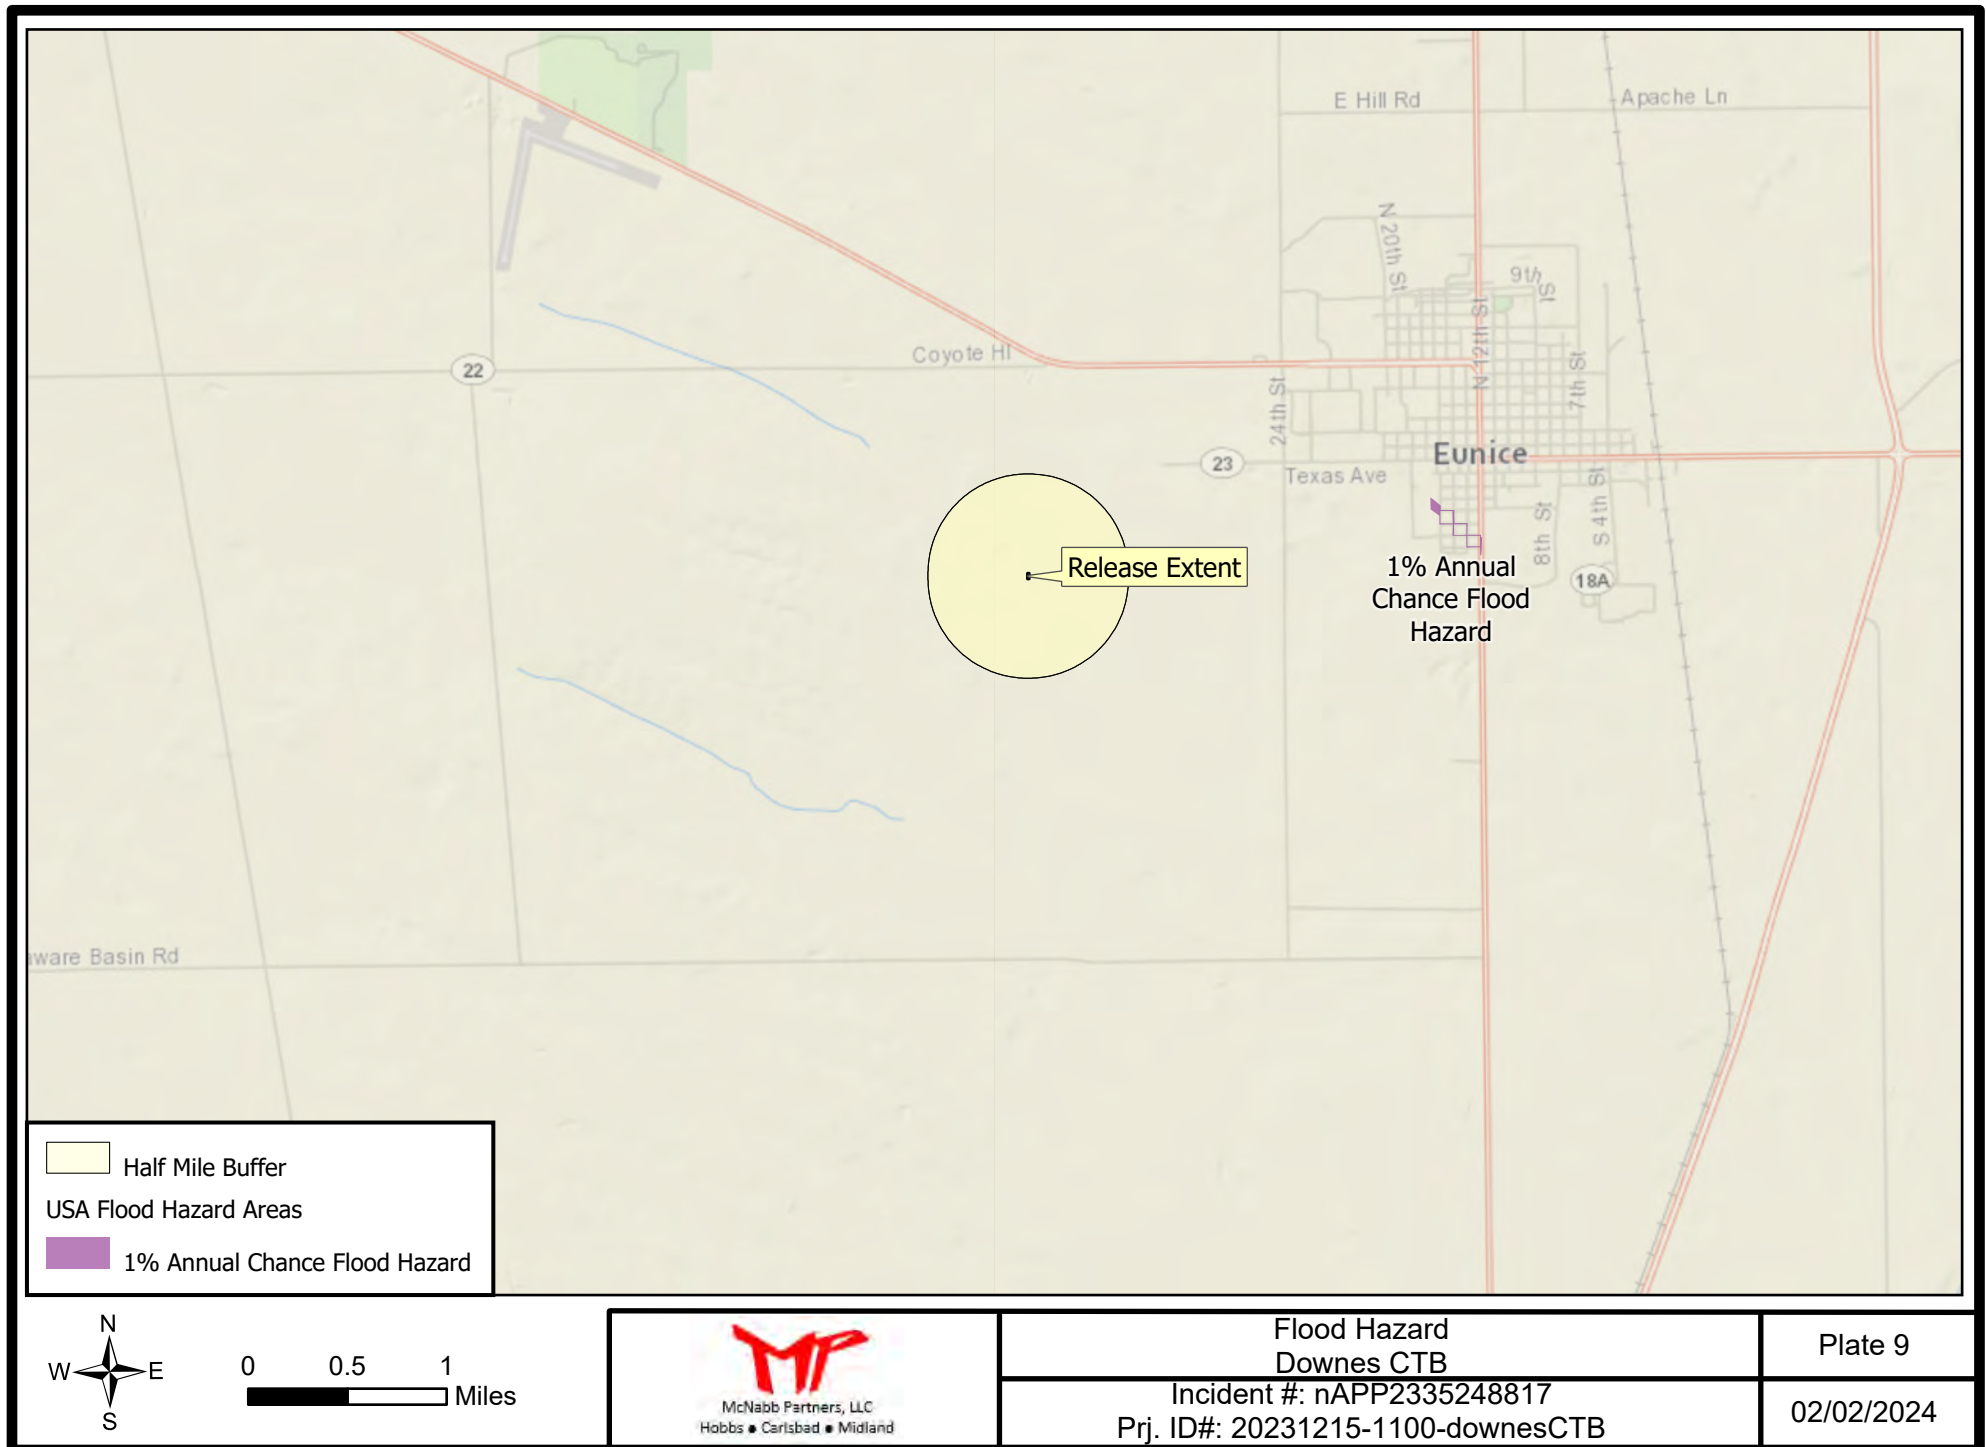 E Hill Rd
Apache Ln
N 20th St
9th St
N 12th St
Coyote Hl
22
7th St
24th St
Eunice
23
Texas Ave
S 4th St
8th St
Release Extent
1% Annual
Chance Flood
Hazard
18A
aware Basin Rd
Half Mile Buffer
USA Flood Hazard Areas
1% Annual Chance Flood Hazard
N
W
E
S
0
0.5
1
Miles
McNabb Partners, LLC
Hobbs • Carlsbad • Midland
Flood Hazard
Downes CTB
Incident #: nAPP2335248817
Prj. ID#: 20231215-1100-downesCTB
Plate 9
02/02/2024